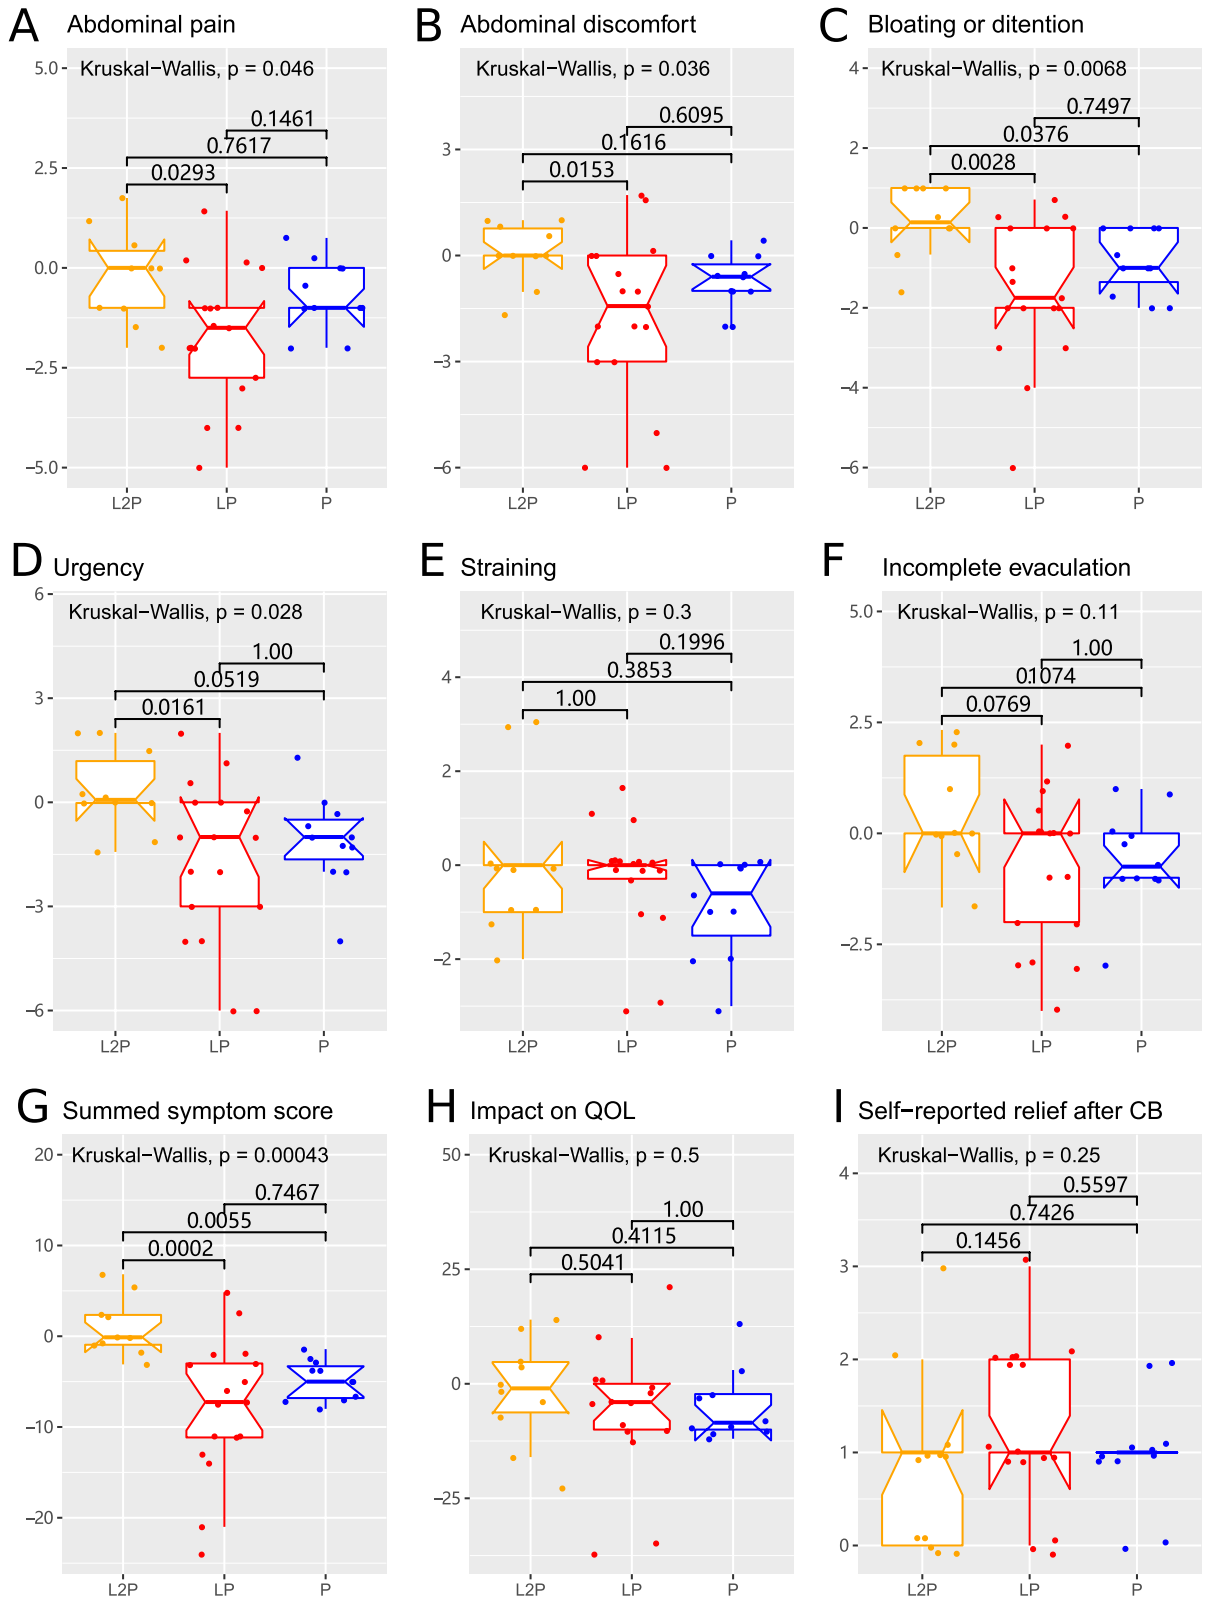 A Abdominal pain
Kruskal−Wallis, p = 0.046
0.1461
0.7617
0.0293
5.0
2.5
0.0
−2.5
−5.0
L2P LP P
B Abdominal discomfort
Kruskal−Wallis, p = 0.036
0.6095
0.1616
0.0153
3
0
−3
−6
L2P LP P
C Bloating or ditention
Kruskal−Wallis, p = 0.0068
0.7497
0.0376
0.0028
4
2
0
−2
−4
−6
L2P LP P
D Urgency
Kruskal−Wallis, p = 0.028
1.00
0.0519
0.0161
6
3
0
−3
−6
L2P LP P
E Straining
Kruskal−Wallis, p = 0.3
0.1996
0.3853
1.00
4
2
0
−2
L2P LP P
F Incomplete evaculation
Kruskal−Wallis, p = 0.11
1.00
0.1074
0.0769
5.0
2.5
0.0
−2.5
L2P LP P
G Summed symptom score
Kruskal−Wallis, p = 0.00043
0.7467
0.0055
0.0002
20
10
0
−10
−20
L2P LP P
H Impact on QOL
Kruskal−Wallis, p = 0.5
1.00
0.4115
0.5041
50
25
0
−25
L2P LP P
I Self−reported relief after CB
Kruskal−Wallis, p = 0.25
0.5597
0.7426
0.1456
4
3
2
1
0
L2P LP P